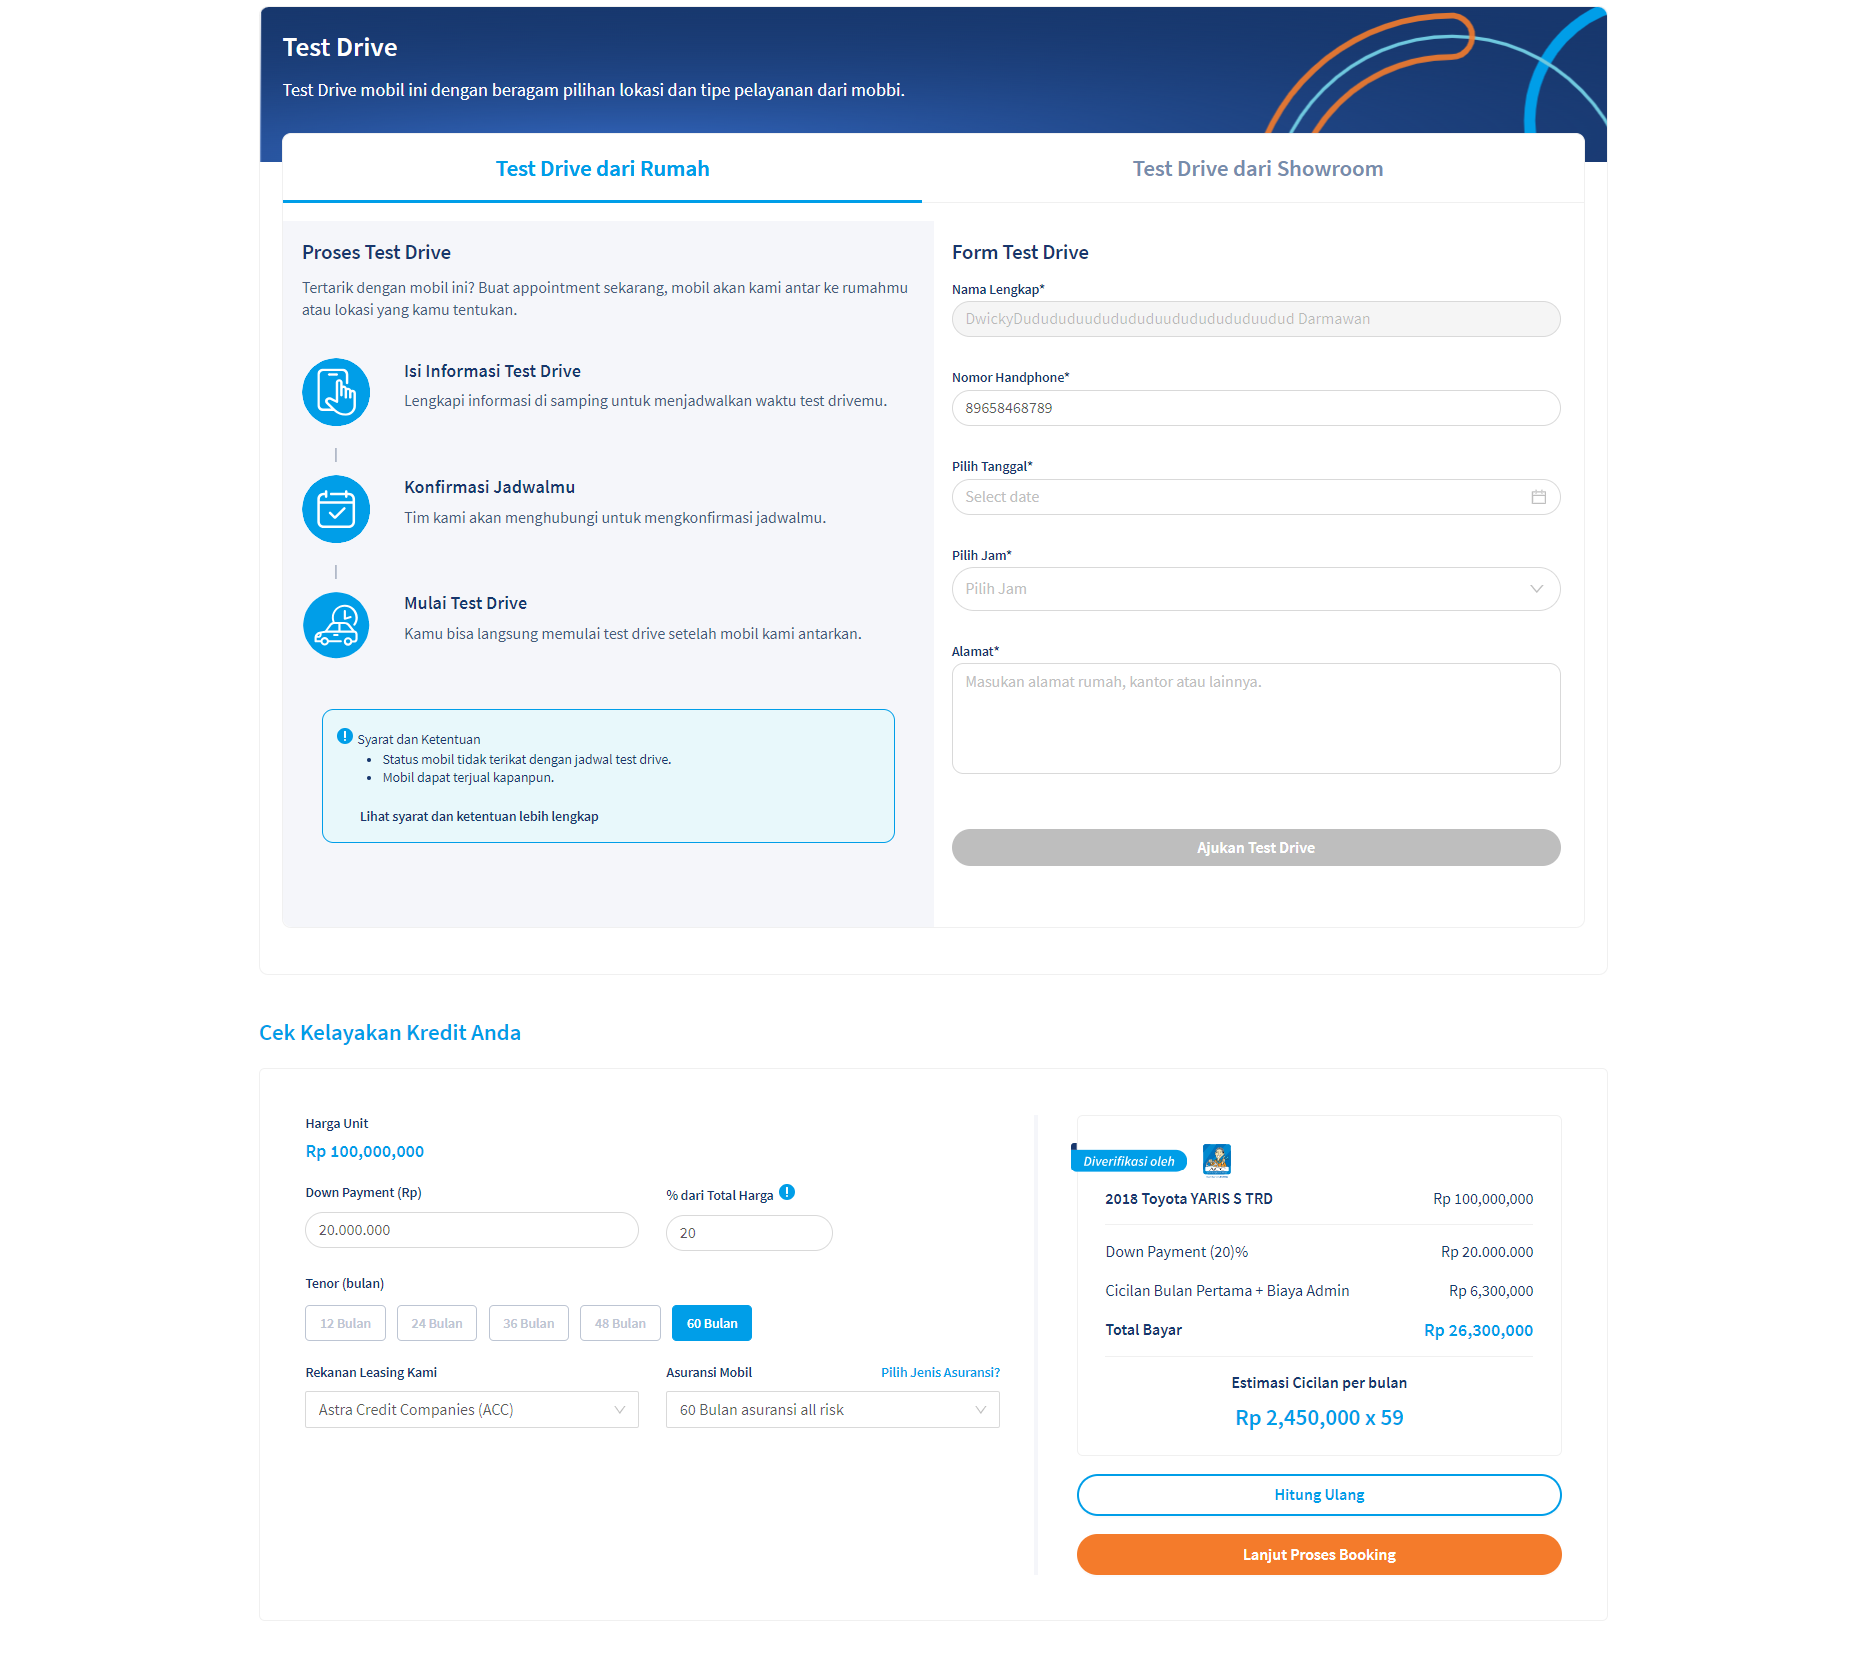 Test Drive
Test Drive mobil ini dengan beragam pilihan lokasi dan tipe pelayanan dari mobbi.
Test Drive dari Rumah
Test Drive dari Showroom
Proses Test Drive
Tertarik dengan mobil ini? Buat appointment sekarang, mobil akan kami antar ke rumahmu
atau lokasi yang kamu tentukan.
Isi Informasi Test Drive
Lengkapi informasi di samping untuk menjadwalkan waktu test drivemu.
Konfirmasi Jadwalmu
Tim kami akan menghubungi untuk mengkonfirmasi jadwalmu.
Mulai Test Drive
Kamu bisa langsung memulai test drive setelah mobil kami antarkan.
Syarat dan Ketentuan
• Status mobil tidak terikat dengan jadwal test drive.
• Mobil dapat terjual kapanpun.
Lihat syarat dan ketentuan lebih lengkap
Form Test Drive
Nama Lengkap*
DwickyDudududuududududuududududududuudud Darmawan
Nomor Handphone*
89658468789
Pilih Tanggal*
Select date
Pilih Jam*
Pilih Jam
Alamat*
Masukan alamat rumah, kantor atau lainnya.
Ajukan Test Drive
Cek Kelayakan Kredit Anda
Harga Unit
Rp 100,000,000
Down Payment (Rp)
20.000.000
% dari Total Harga
20
Tenor (bulan)
12 Bulan
24 Bulan
36 Bulan
48 Bulan
60 Bulan
Rekanan Leasing Kami
Astra Credit Companies (ACC)
Asuransi Mobil
Pilih Jenis Asuransi?
60 Bulan asuransi all risk
Diverifikasi oleh
2018 Toyota YARIS S TRD Rp 100,000,000
Down Payment (20)% Rp 20.000.000
Cicilan Bulan Pertama + Biaya Admin Rp 6,300,000
Total Bayar Rp 26,300,000
Estimasi Cicilan per bulan
Rp 2,450,000 x 59
Hitung Ulang
Lanjut Proses Booking